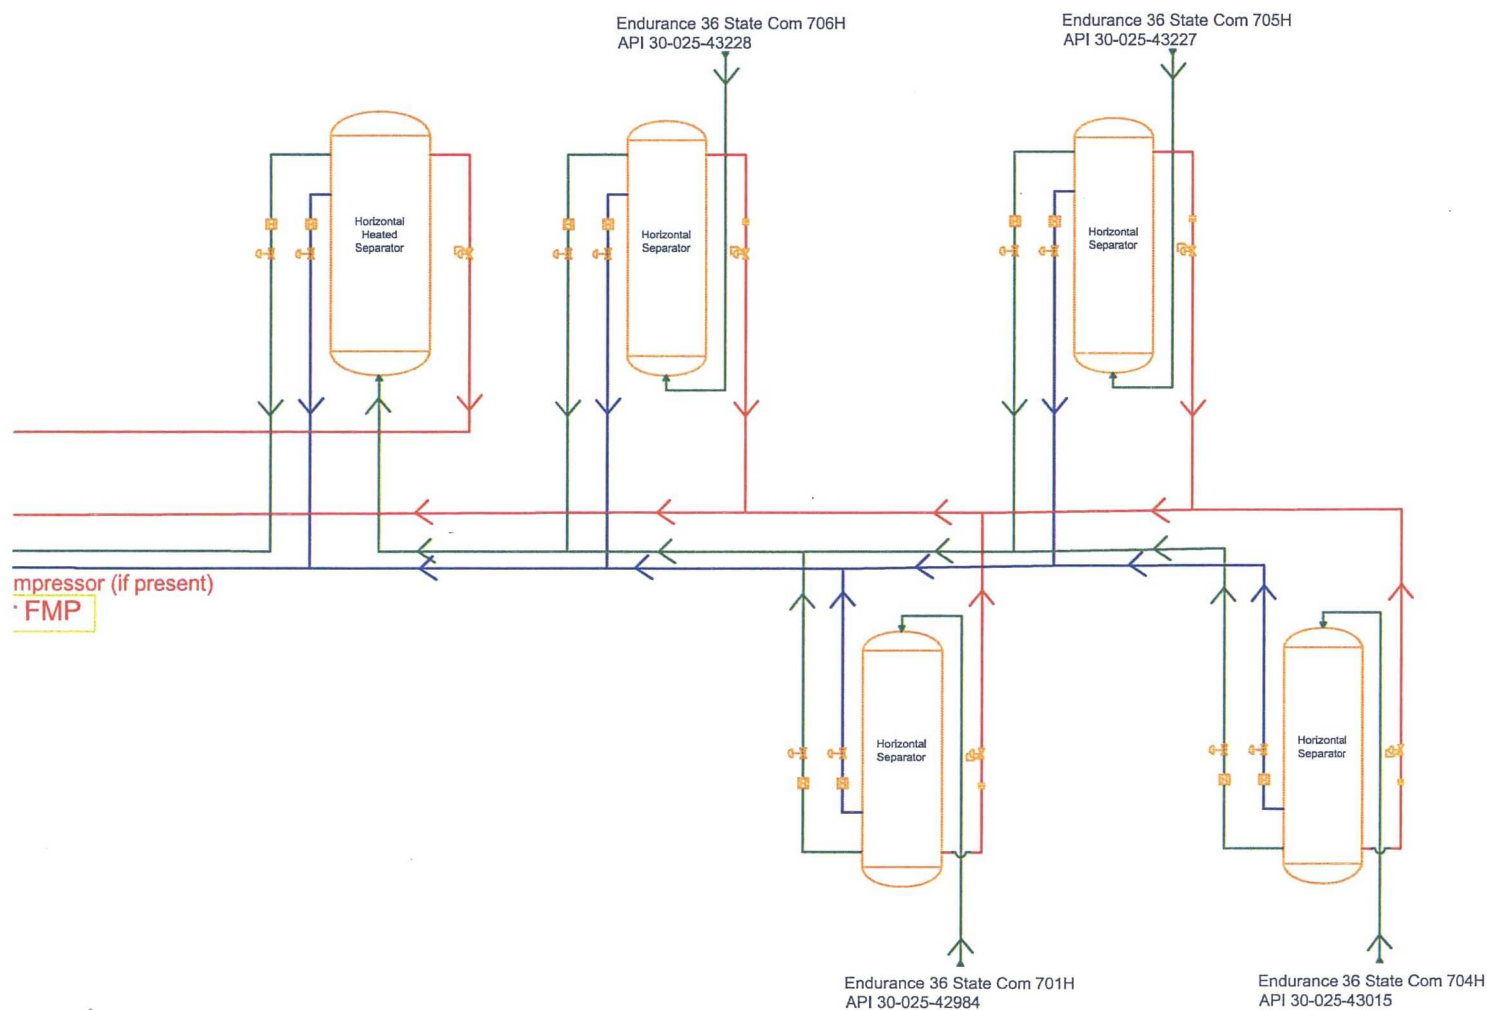 Endurance 36 State Com 706H
API 30-025-43228
Endurance 36 State Com 705H
API 30-025-43227
Horizontal
Heated
Separator
Horizontal
Separator
Horizontal
Separator
mpressor (if present)
FMP
Horizontal
Separator
Horizontal
Separator
Endurance 36 State Com 701H
API 30-025-42984
Endurance 36 State Com 704H
API 30-025-43015